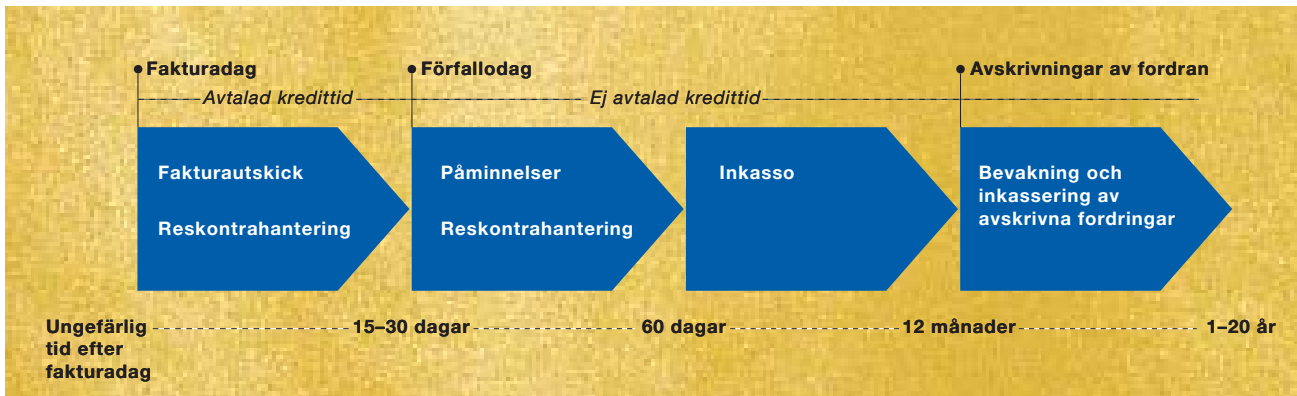 Fakturadag
Förfallodag
Avskrivningar av fordran
Avtalad kredittid
Ej avtalad kredittid
Fakturautskick
Reskontrahantering
Påminnelser
Reskontrahantering
Inkasso
Bevakning och
inkassering av
avskrivna fordringar
Ungefärlig
tid efter
fakturadag
15–30 dagar
60 dagar
12 månader
1–20 år